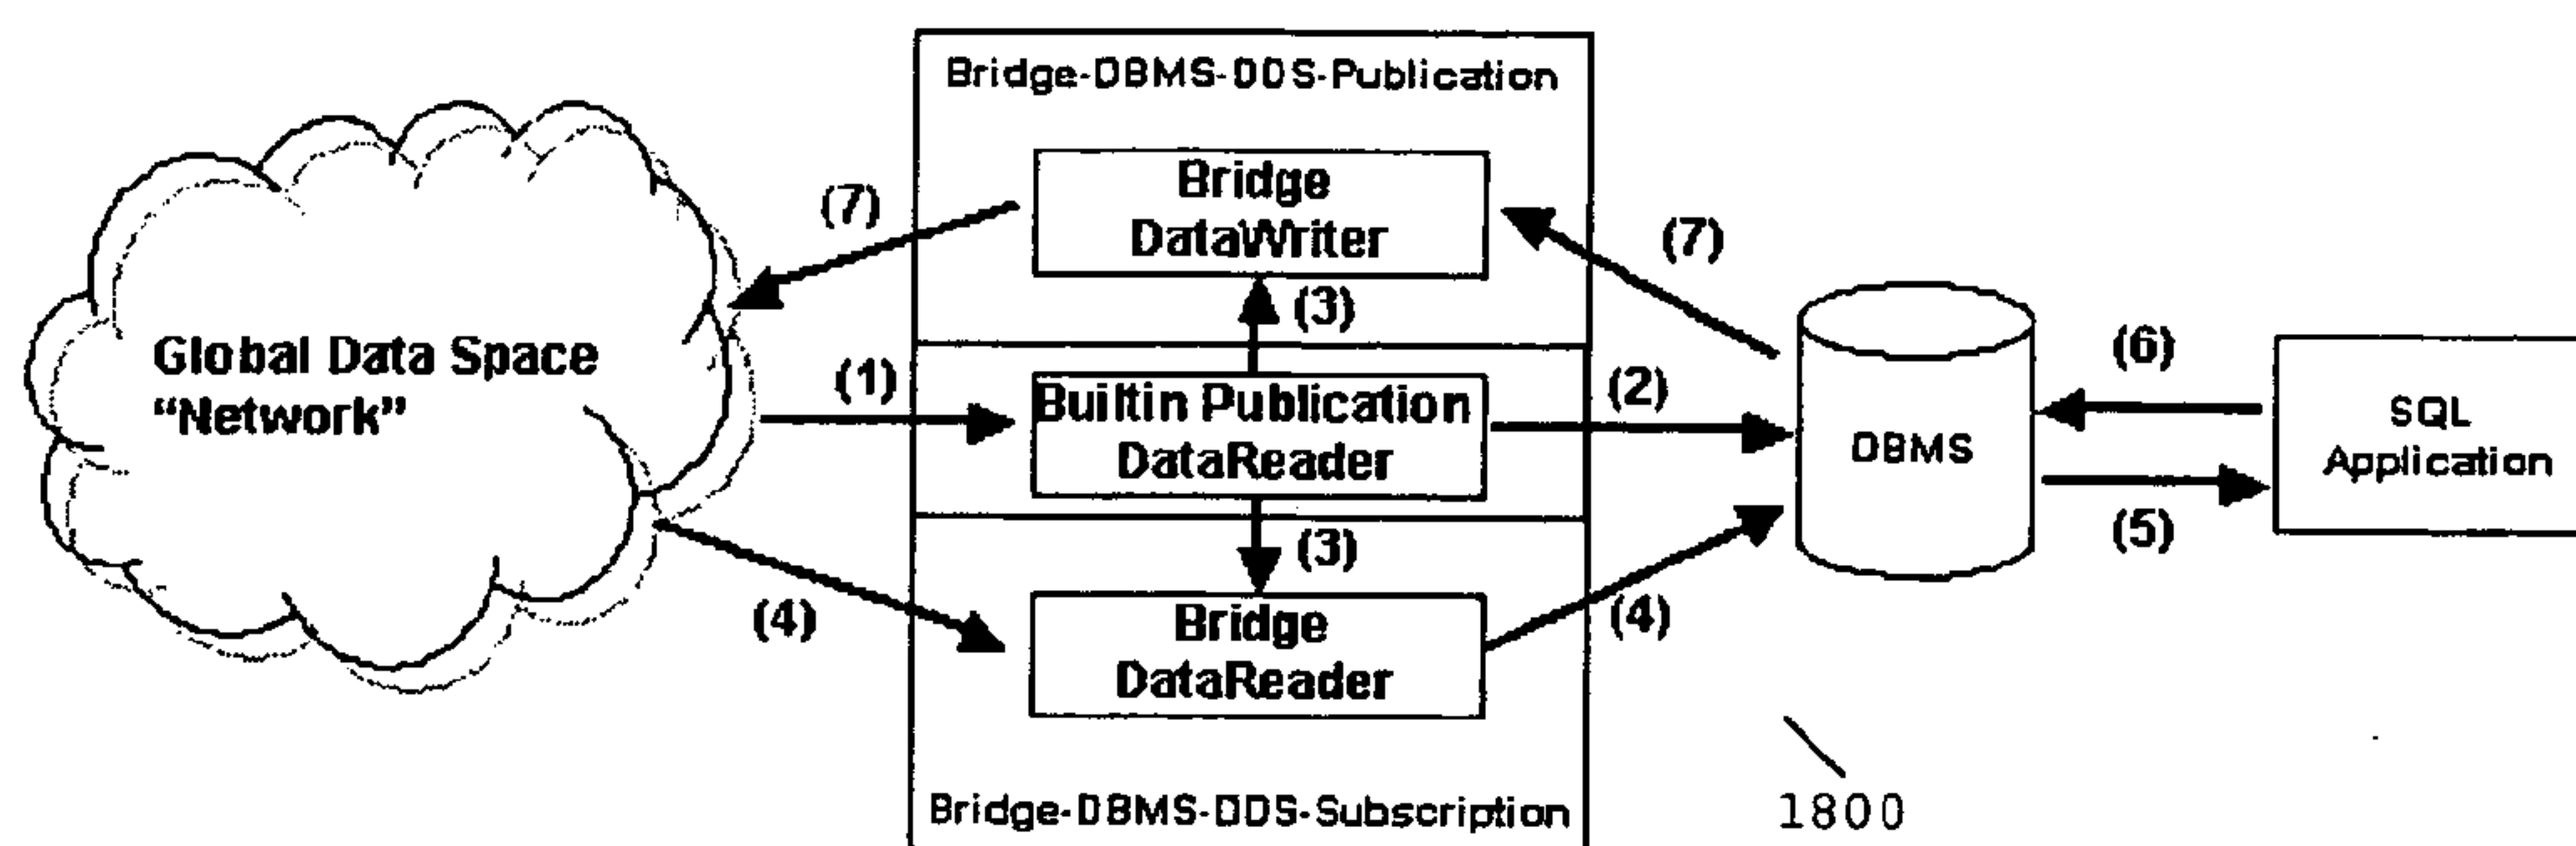 Bridge-DBMS-DDS-Publication
Bridge
DataWriter
(7)
(7)
(3)
Global Data Space
“Network”
(1)
Builtin Publication
DataReader
(2)
DBMS
(6)
SQL
Application
(5)
(3)
(4)
Bridge
DataReader
(4)
Bridge-DBMS-DDS-Subscription
1800